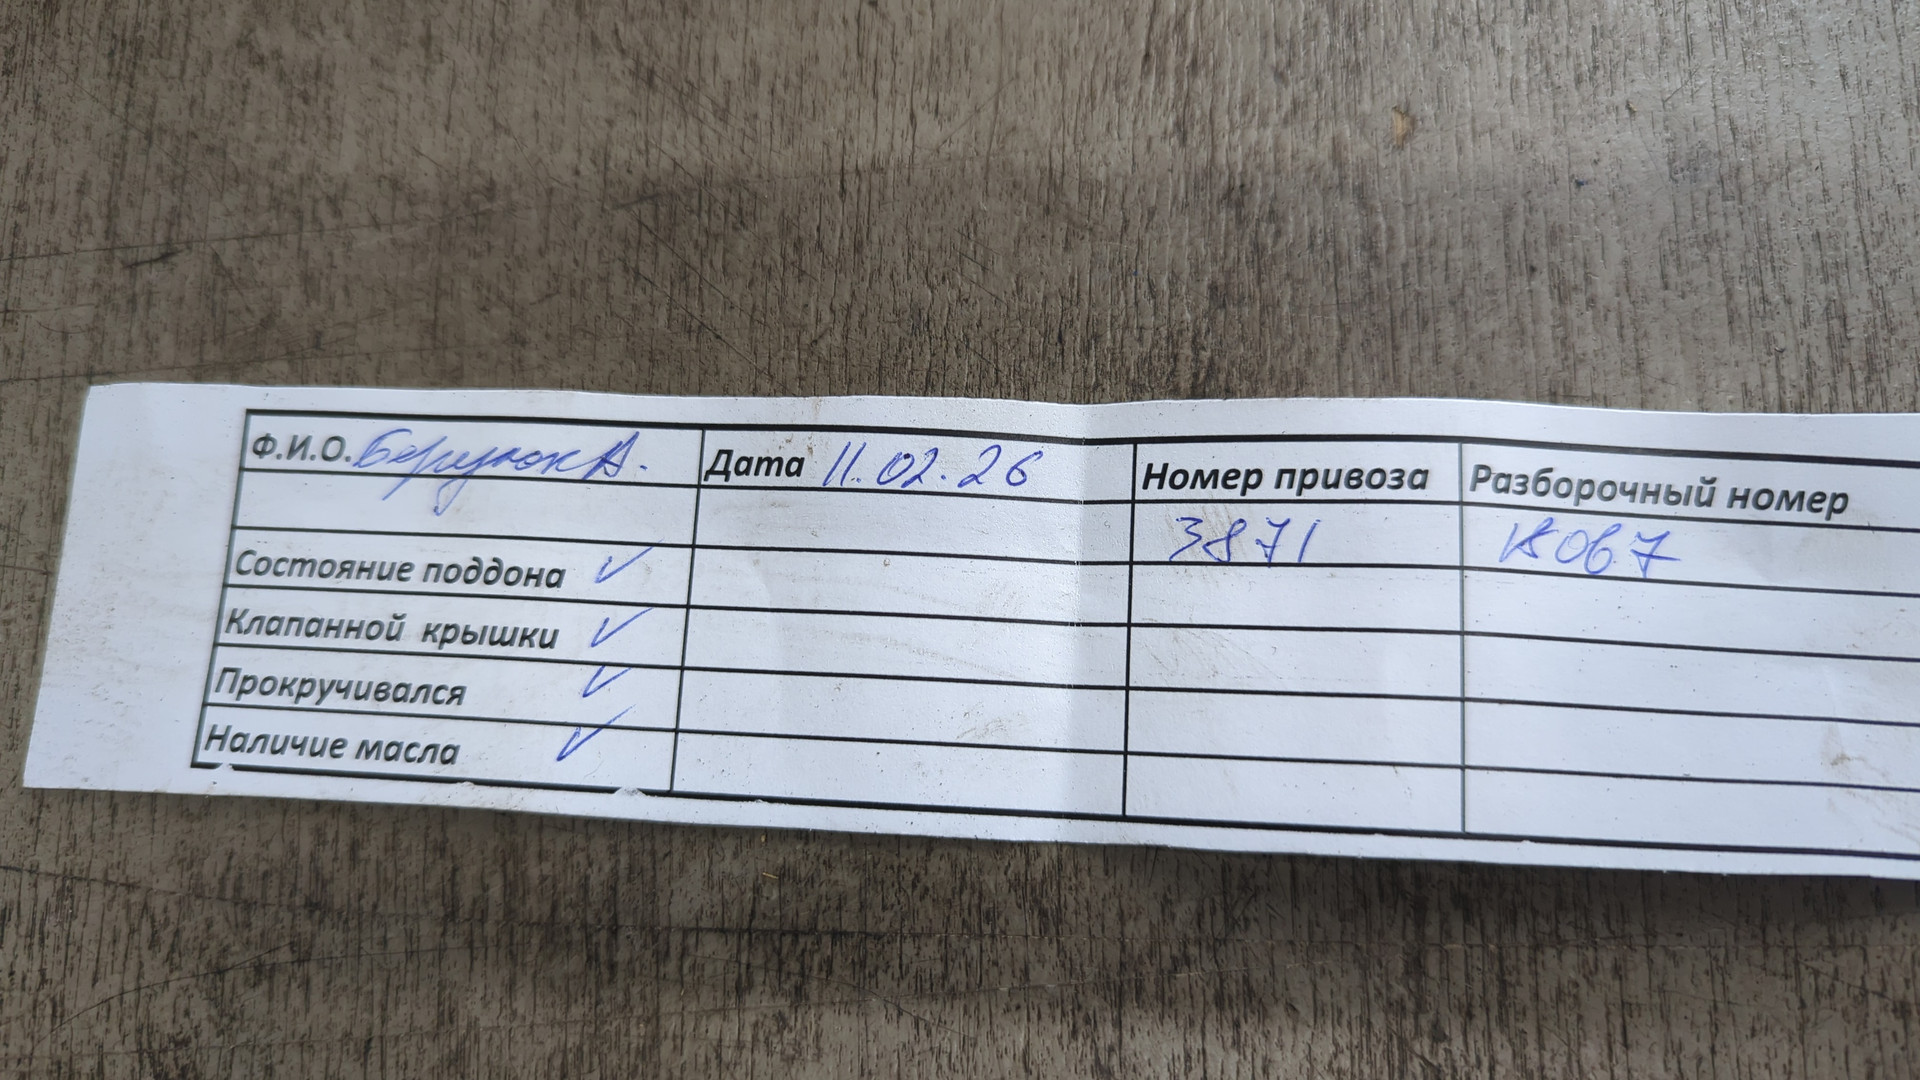 Ф.И.О. А. Дата 11.02.26 Номер привоза Разборочный номер
3871
Состояние поддона ✓
Клапанной крышки ✓
Прокручивался ✓
Наличие масла ✓